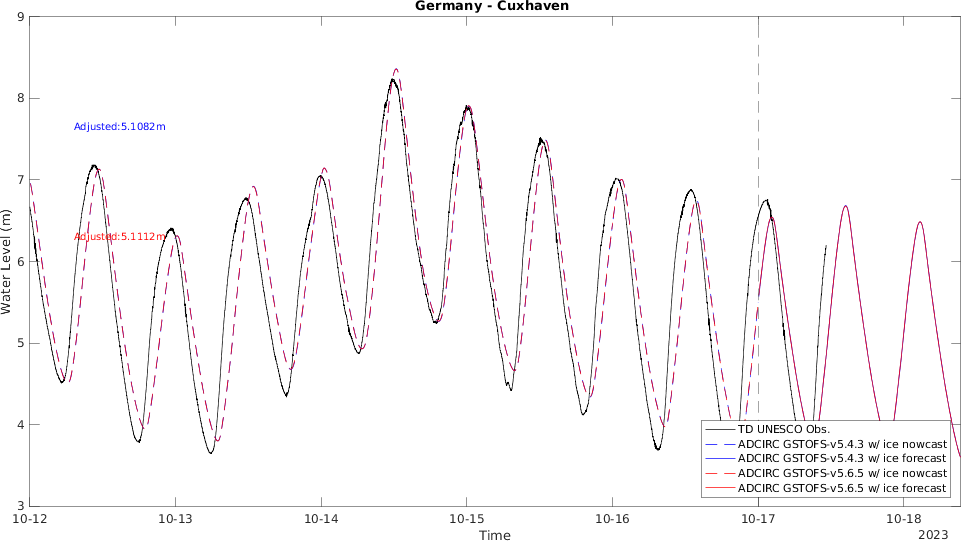 Germany - Cuxhaven
9
8
7
6
5
4
3
Water Level (m)
Adjusted:5.1082m
Adjusted:5.1112m
TD UNESCO Obs.
ADCIRC GSTOFS-v5.4.3 w/ ice nowcast
ADCIRC GSTOFS-v5.4.3 w/ ice forecast
ADCIRC GSTOFS-v5.6.5 w/ ice nowcast
ADCIRC GSTOFS-v5.6.5 w/ ice forecast
10-12 10-13 10-14 10-15 10-16 10-17 10-18
Time
2023